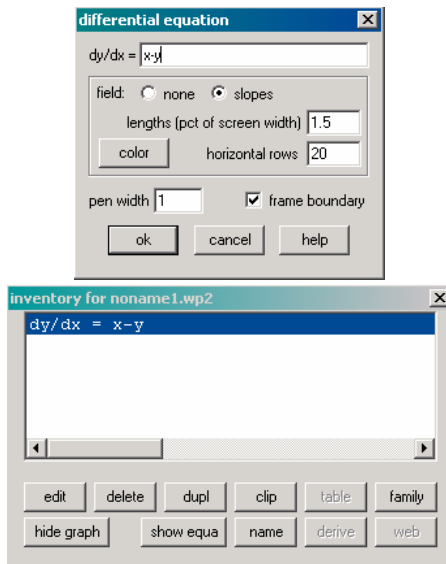 differential equation
dy/dx = x-y
field: none slopes
lengths (pct of screen width) 1.5
color horizontal rows 20
pen width 1 frame boundary
ok cancel help
inventory for noname1.wp2
dy/dx = x-y
edit delete dupl clip table family
hide graph show equa name derive web